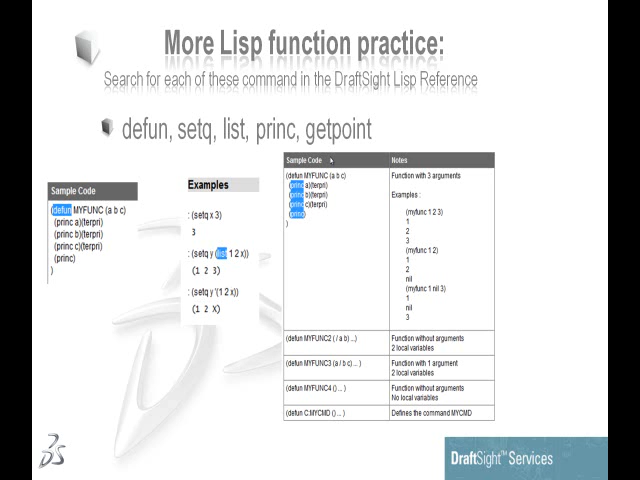 More Lisp function practice:
Search for each of these command in the DraftSight Lisp Reference
defun, setq, list, princ, getpoint
Sample Code
(defun MYFUNC (a b c)
(princ a)(terpri)
(princ b)(terpri)
(princ c)(terpri)
(princ)
)
Examples
: (setq x 3)
3
: (setq y (list 1 2 x))
(1 2 3)
: (setq y '(1 2 x))
(1 2 X)
Sample Code Notes
(defun MYFUNC (a b c) Function with 3 arguments
(princ a)(terpri)
(princ b)(terpri) Examples :
(princ c)(terpri)
(princ) (myfunc 1 2 3)
) 1
2
3
(myfunc 1 2)
1
2
nil
(myfunc 1 nil 3)
1
nil
3
(defun MYFUNC2 ( / a b) ...) Function without arguments
2 local variables
(defun MYFUNC3 (a / b c) ... ) Function with 1 argument
2 local variables
(defun MYFUNC4 () ... ) Function without arguments
No local variables
(defun C:MYCMD () ... ) Defines the command MYCMD
DS
DraftSight™ Services